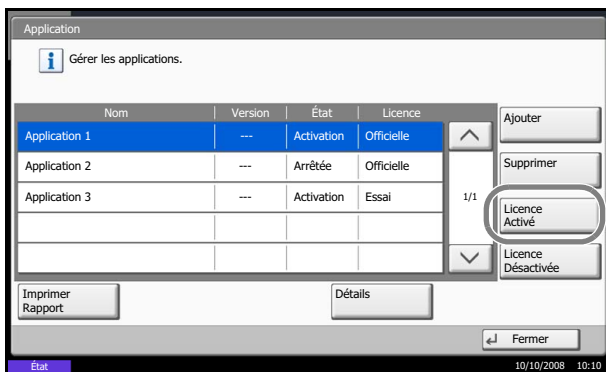 Application
Gérer les applications.
Nom Version État Licence
Application 1 --- Activation Officielle
Application 2 --- Arrêtée Officielle
Application 3 --- Activation Essai
1/1
Ajouter
Supprimer
Licence
Activé
Licence
Désactivée
Imprimer
Rapport
Détails
Fermer
État 10/10/2008 10:10